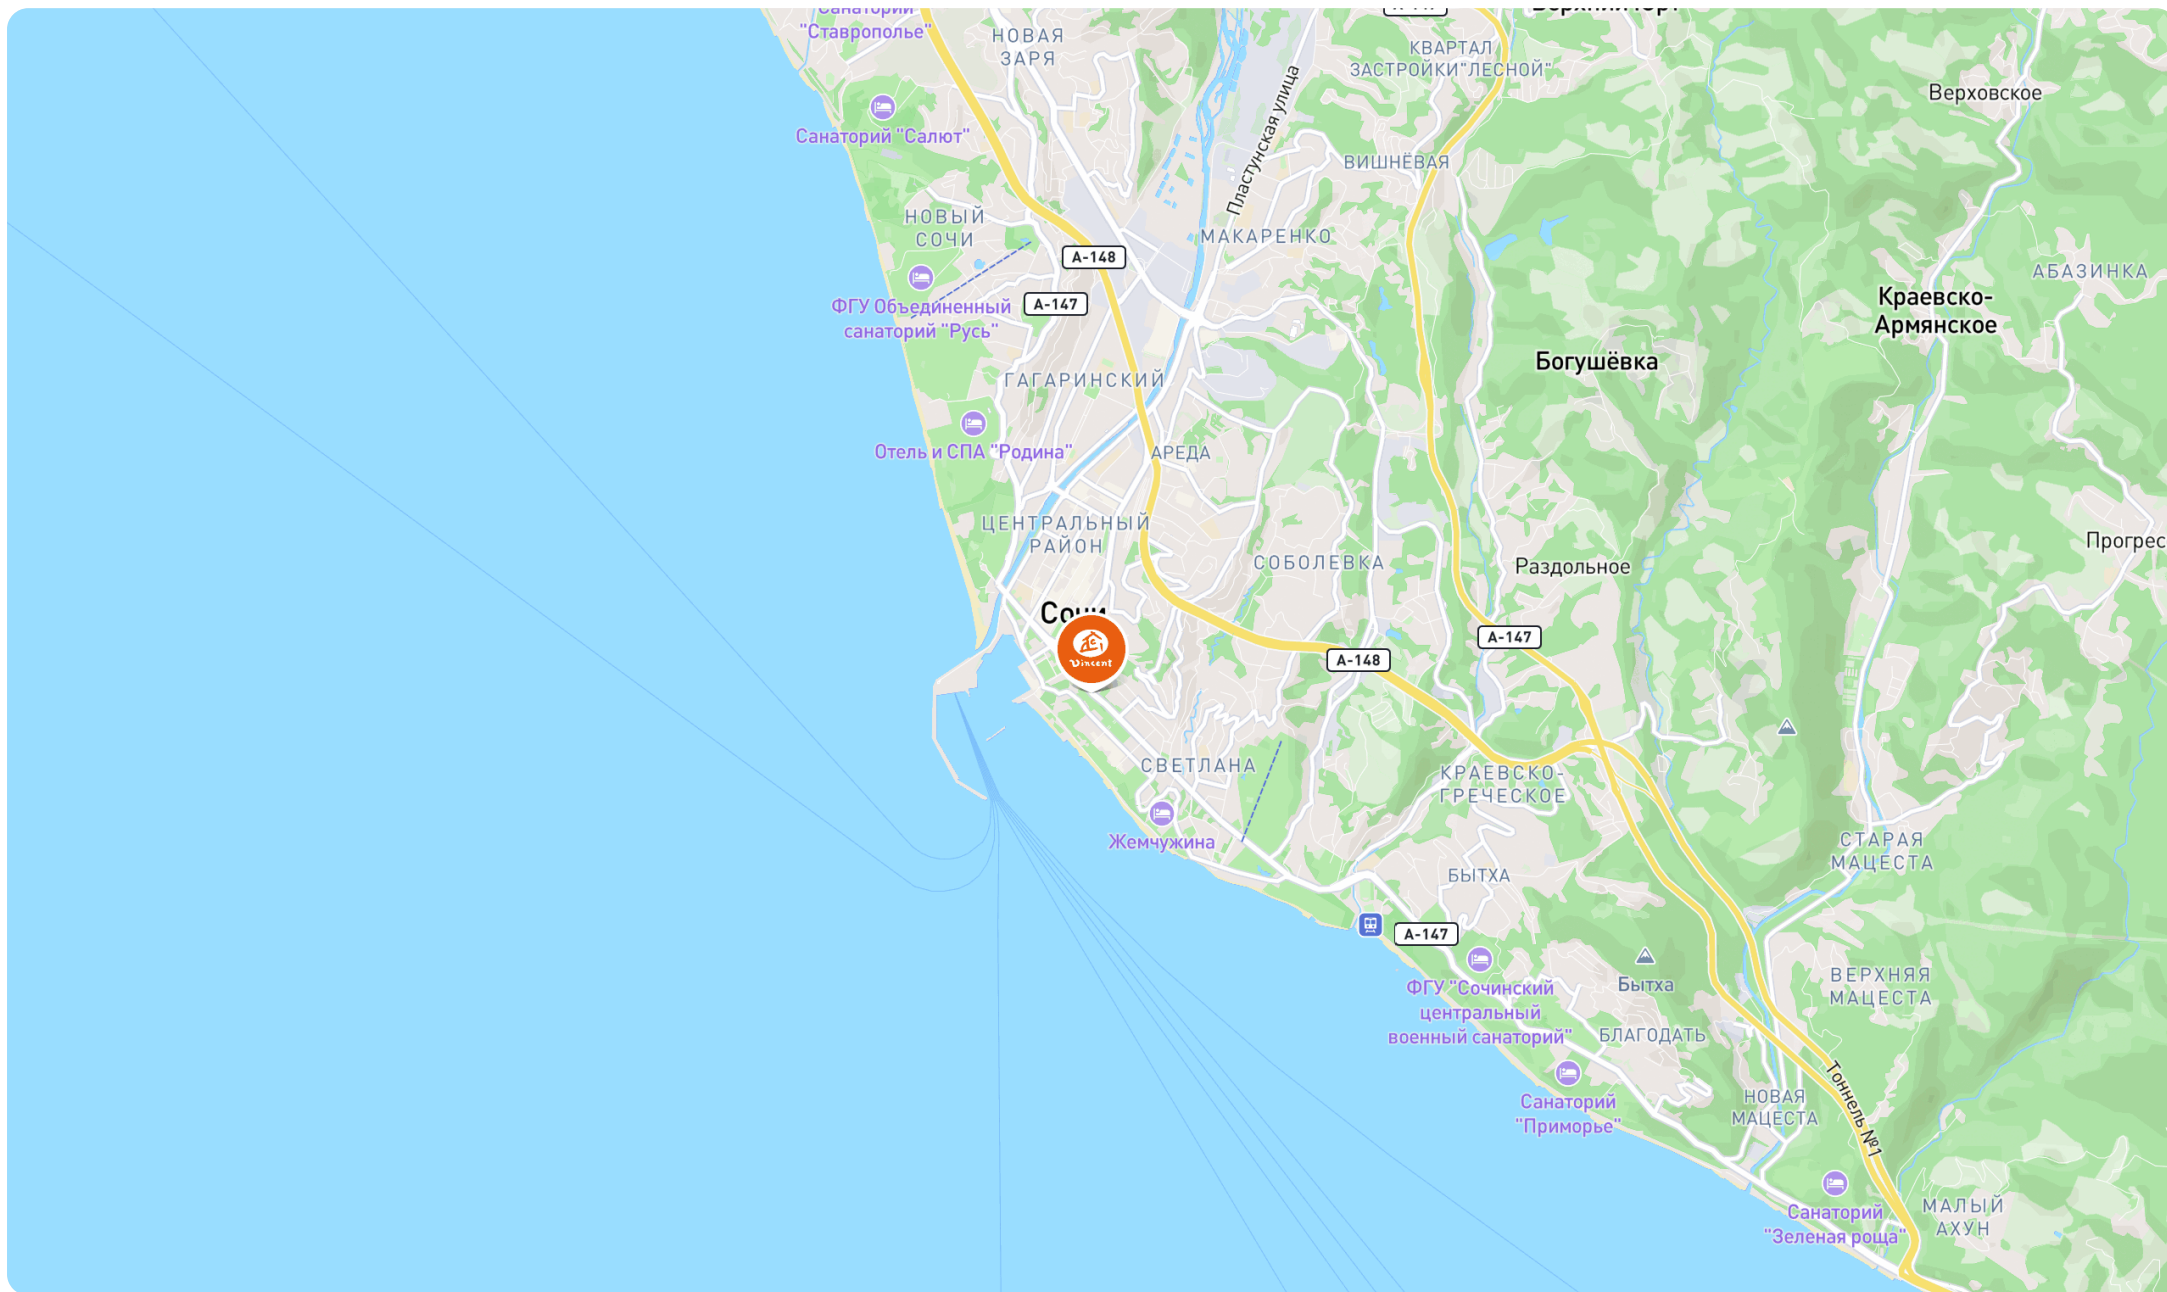 Санаторий
"Ставрополье"
НОВАЯ
ЗАРЯ
КВАРТАЛ
ЗАСТРОЙКИ"ЛЕСНОЙ"
Верховское
Санаторий "Салют"
Пластунская улица
ВИШНЁВАЯ
НОВЫЙ
СОЧИ
МАКАРЕНКО
А-148
АБАЗИНКА
А-147
ФГУ Объединенный
санаторий "Русь"
Краевско-
Армянское
Богушёвка
ГАГАРИНСКИЙ
Отель и СПА "Родина"
АРЕДА
ЦЕНТРАЛЬНЫЙ
РАЙОН
Прогрес
СОБОЛЕВКА
Раздольное
Сочи
Vincent
А-147
А-148
СВЕТЛАНА
КРАЕВСКО-
ГРЕЧЕСКОЕ
Жемчужина
СТАРАЯ
МАЦЕСТА
БЫТХА
А-147
ФГУ "Сочинский
центральный
военный санаторий"
Бытха
ВЕРХНЯЯ
МАЦЕСТА
БЛАГОДАТЬ
Санаторий
"Приморье"
НОВАЯ
МАЦЕСТА
Тоннель №1
Санаторий
"Зеленая роща"
МАЛЫЙ
АХУН